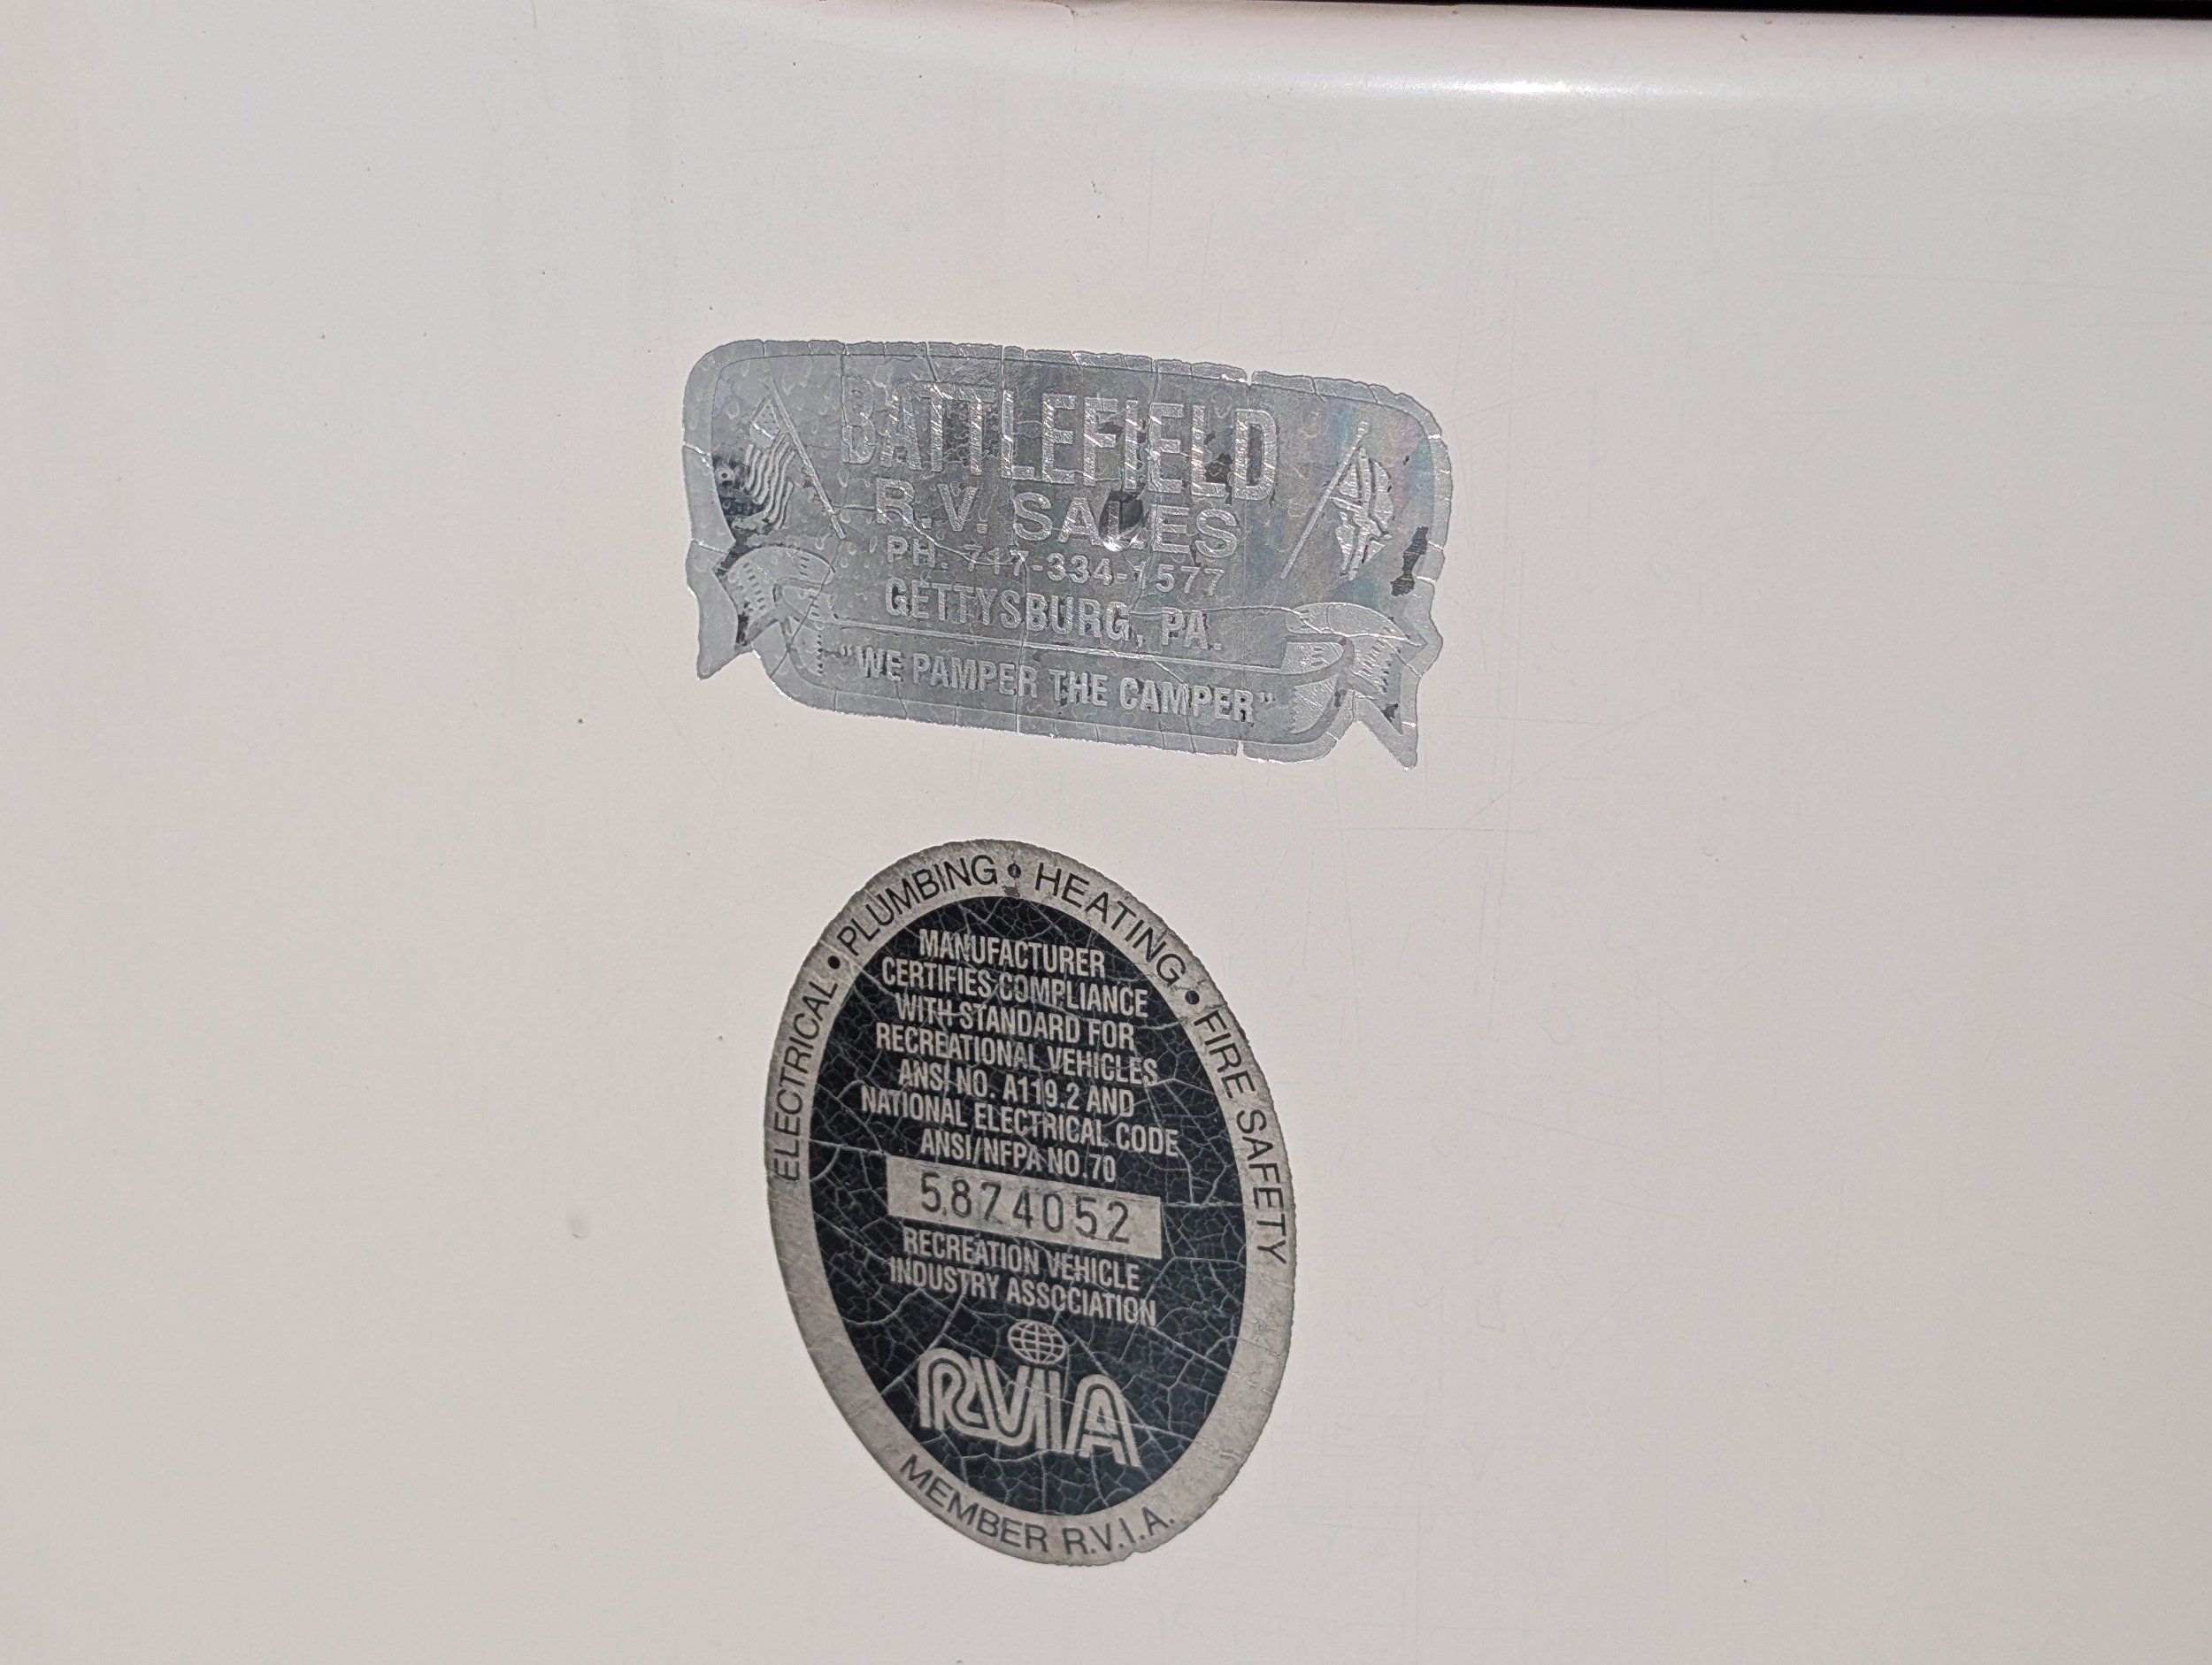 BATTLEFIELD
R.V. SALES
PH. 717-334-1577
GETTYSBURG, PA.
"WE PAMPER THE CAMPER"
ELECTRICAL • PLUMBING • HEATING • FIRE SAFETY
MANUFACTURER
CERTIFIES COMPLIANCE
WITH STANDARD FOR
RECREATIONAL VEHICLES
ANSI NO. A119.2 AND
NATIONAL ELECTRICAL CODE
ANSI/NFPA NO.70
5874052
RECREATION VEHICLE
INDUSTRY ASSOCIATION
RVIA
MEMBER R.V.I.A.